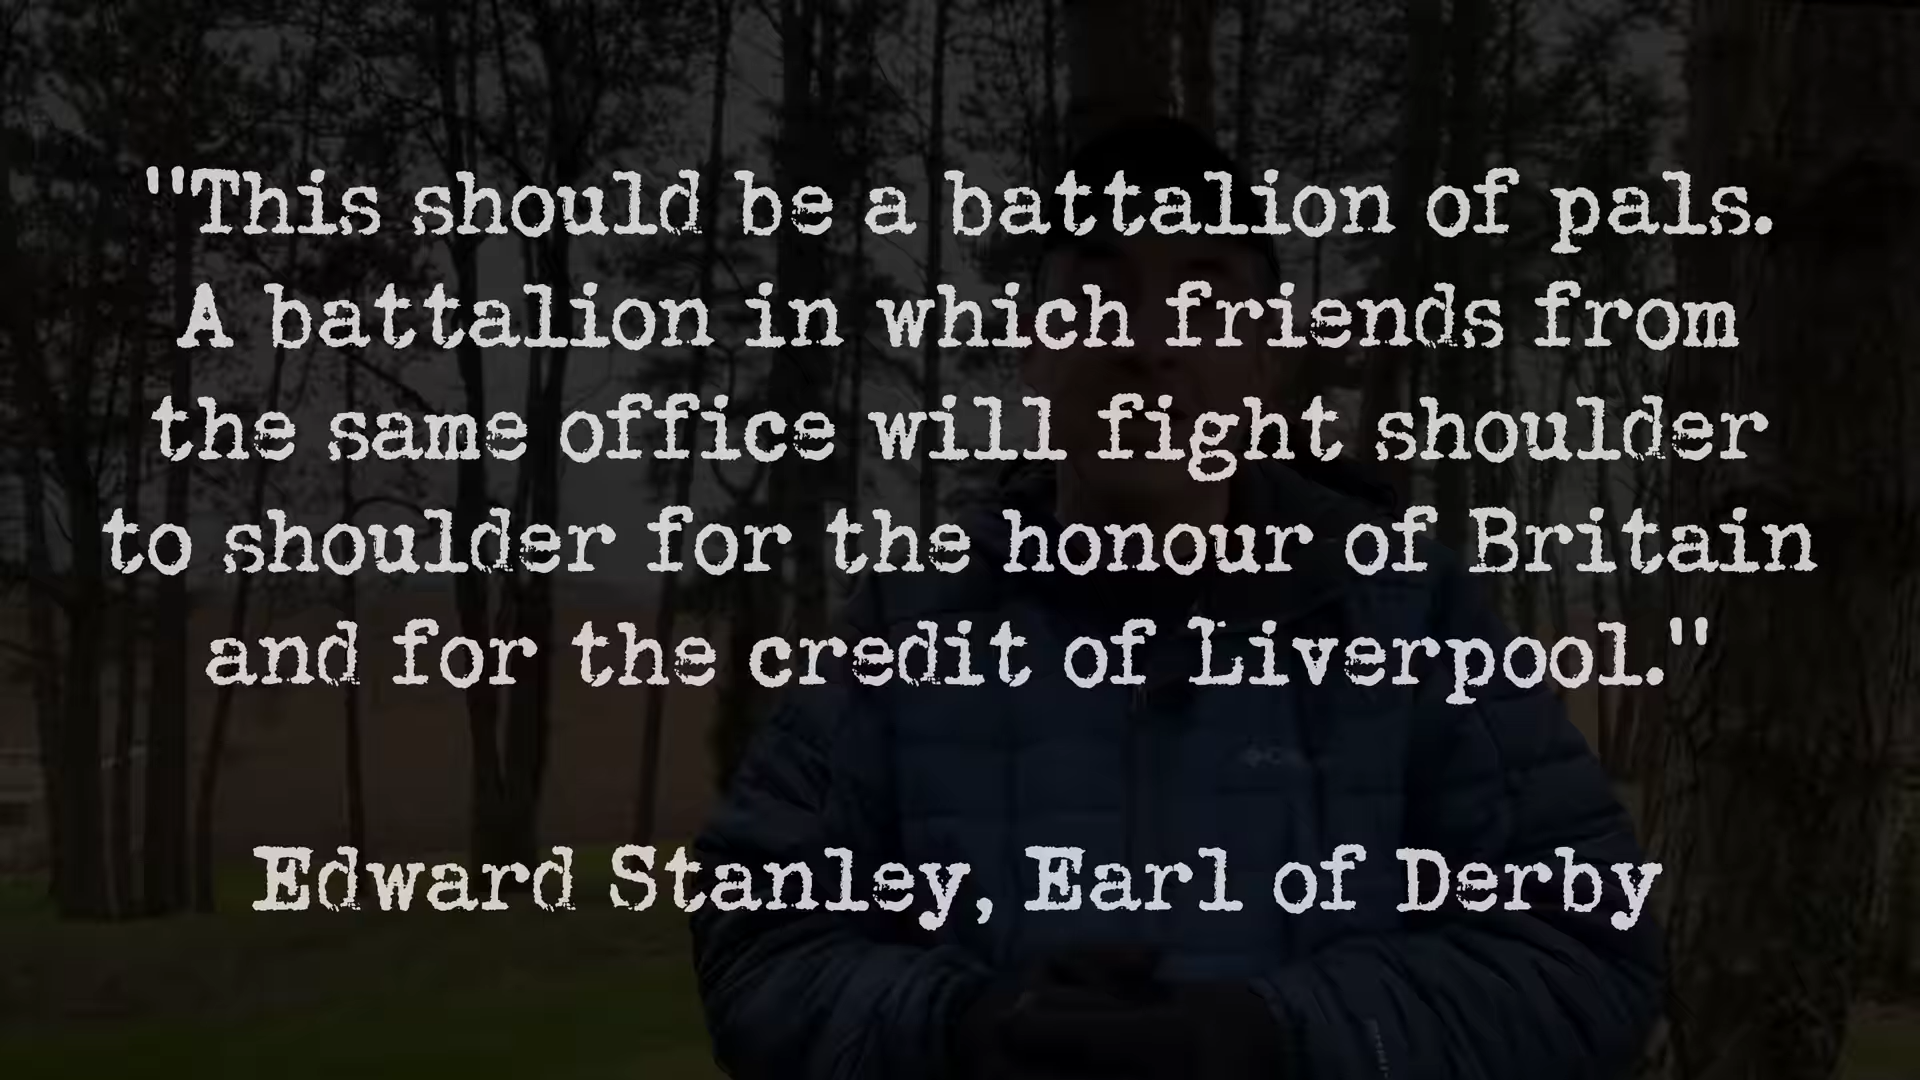 "This should be a battalion of pals.
A battalion in which friends from
the same office will fight shoulder
to shoulder for the honour of Britain
and for the credit of Liverpool."
Edward Stanley, Earl of Derby